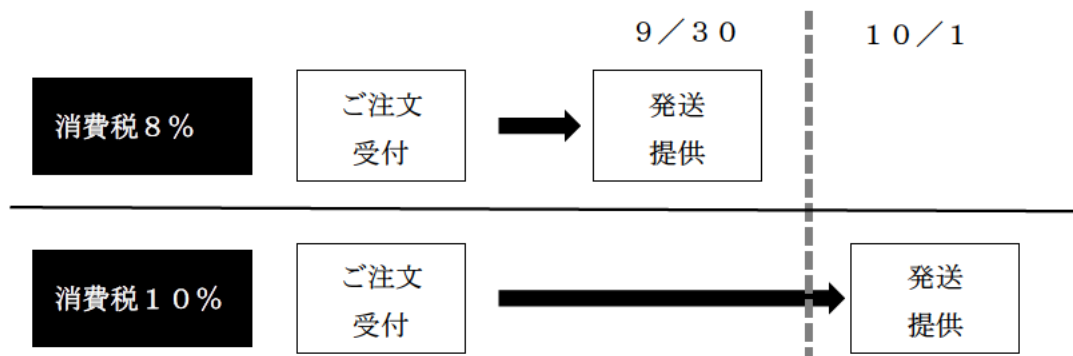 ９／３０
１０／１
消費税８％
ご注文
受付
発送
提供
消費税１０％
ご注文
受付
発送
提供